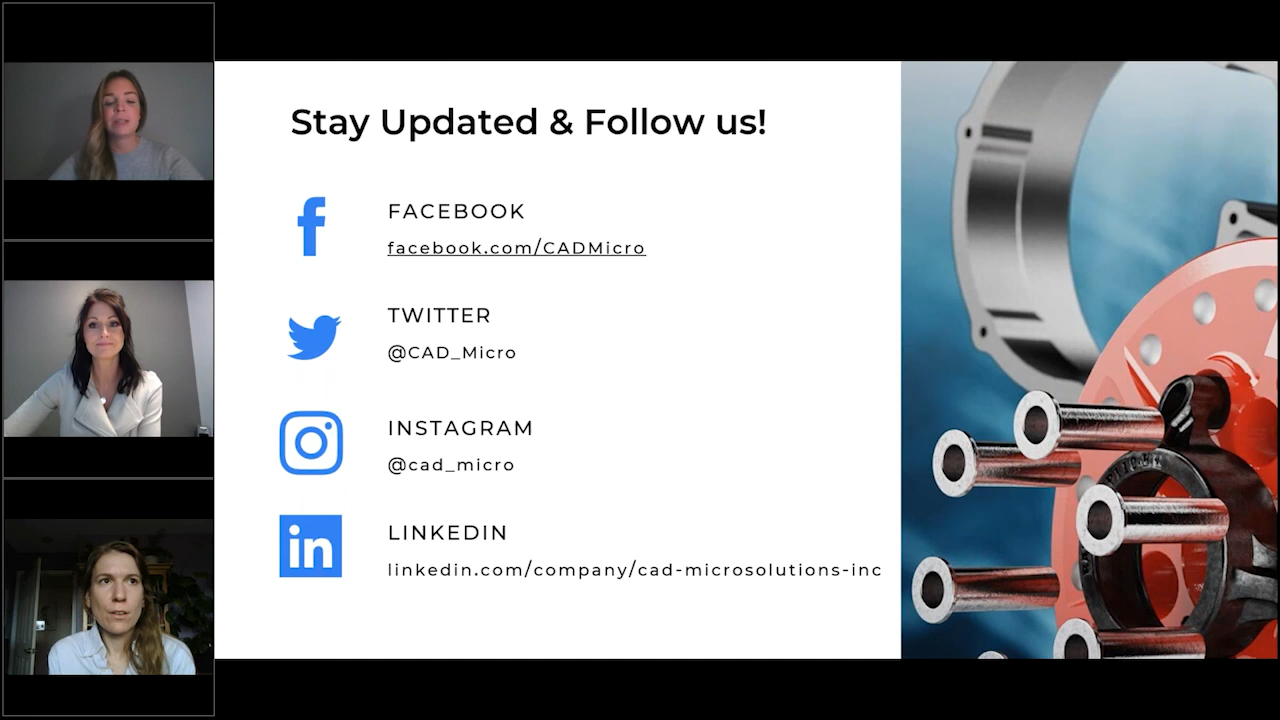 Stay Updated & Follow us!
FACEBOOK
facebook.com/CADMicro
TWITTER
@CAD_Micro
INSTAGRAM
@cad_micro
LINKEDIN
linkedin.com/company/cad-microsolutions-inc